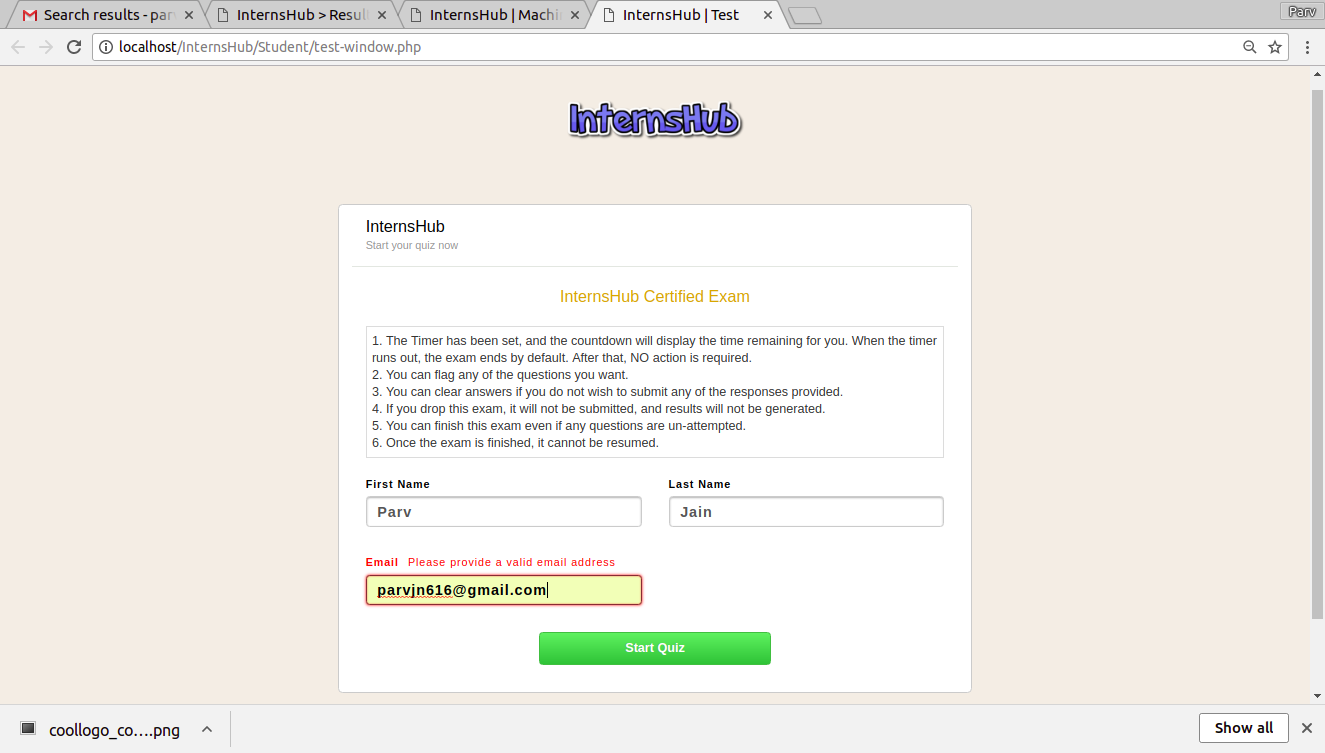 Search results - par
InternsHub > Resul
InternsHub | Machi
InternsHub | Test
Parv
localhost/InternsHub/Student/test-window.php
InternsHub
InternsHub
Start your quiz now
InternsHub Certified Exam
1. The Timer has been set, and the countdown will display the time remaining for you. When the timer
runs out, the exam ends by default. After that, NO action is required.
2. You can flag any of the questions you want.
3. You can clear answers if you do not wish to submit any of the responses provided.
4. If you drop this exam, it will not be submitted, and results will not be generated.
5. You can finish this exam even if any questions are un-attempted.
6. Once the exam is finished, it cannot be resumed.
First Name Last Name
Parv Jain
Email Please provide a valid email address
parvjn616@gmail.com
Start Quiz
coollogo_co....png
Show all